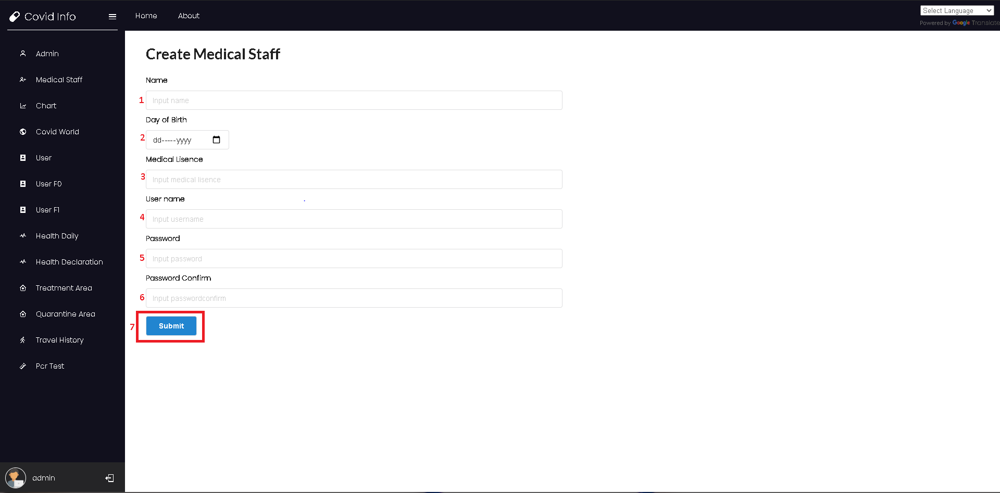 Covid Info
Home
About
Select Language
Powered by Google Translate
Admin
Medical Staff
Chart
Covid World
User
User F0
User F1
Health Daily
Health Declaration
Treatment Area
Quarantine Area
Travel History
Pcr Test
admin
Create Medical Staff
Name
1
Input name
Day of Birth
2
dd-----yyyy
Medical Lisence
3
Input medical lisence
User name
4
Input username
Password
5
Input password
Password Confirm
6
Input passwordconfirm
7
Submit